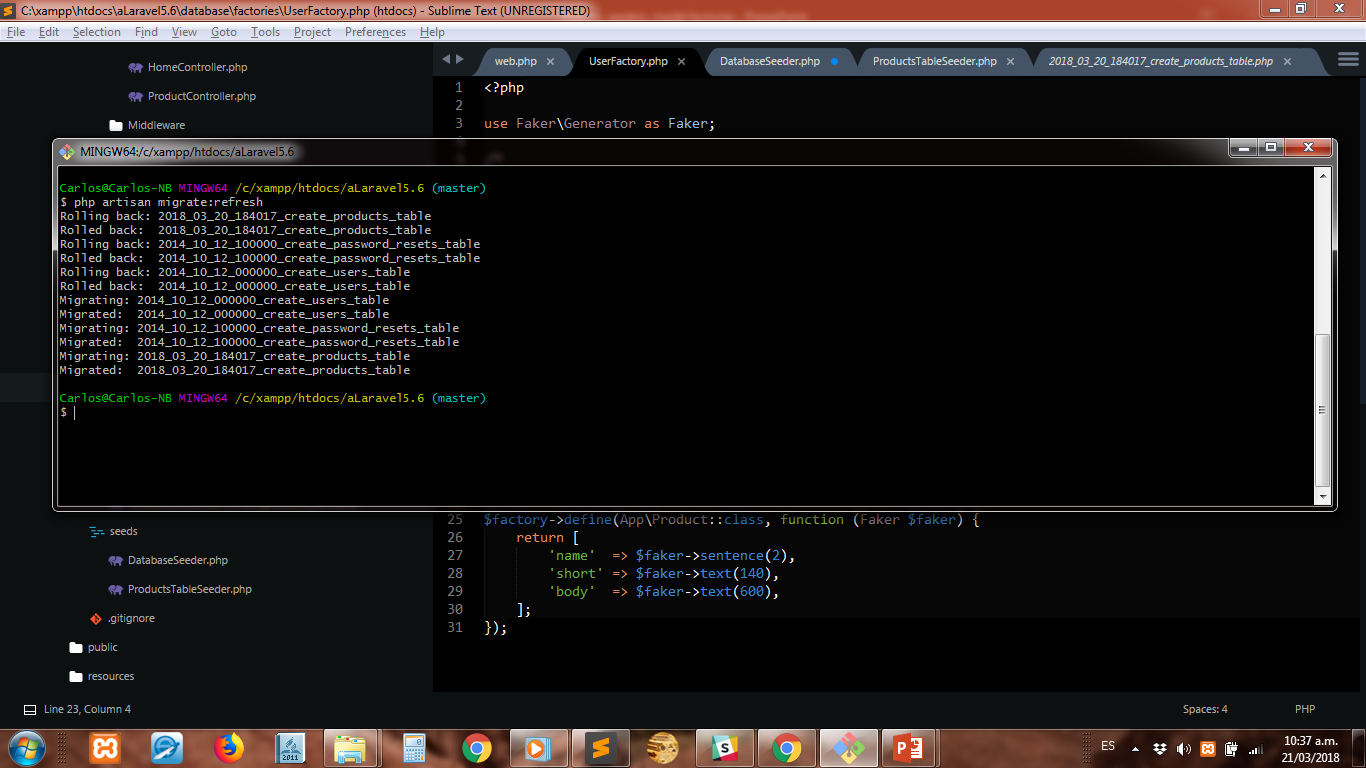 C:\xampp\htdocs\aLaravel5.6\database\factories\UserFactory.php (htdocs) - Sublime Text (UNREGISTERED)
File Edit Selection Find View Goto Tools Project Preferences Help
HomeController.php
ProductController.php
Middleware
web.php UserFactory.php DatabaseSeeder.php ProductsTableSeeder.php 2018_03_20_184017_create_products_table.php
1 <?php
2
3 use Faker\Generator as Faker;
MINGW64:/c/xampp/htdocs/aLaravel5.6
Carlos@Carlos-NB MINGW64 /c/xampp/htdocs/aLaravel5.6 (master)
$ php artisan migrate:refresh
Rolling back: 2018_03_20_184017_create_products_table
Rolled back:  2018_03_20_184017_create_products_table
Rolling back: 2014_10_12_100000_create_password_resets_table
Rolled back:  2014_10_12_100000_create_password_resets_table
Rolling back: 2014_10_12_000000_create_users_table
Rolled back:  2014_10_12_000000_create_users_table
Migrating: 2014_10_12_000000_create_users_table
Migrated:  2014_10_12_000000_create_users_table
Migrating: 2014_10_12_100000_create_password_resets_table
Migrated:  2014_10_12_100000_create_password_resets_table
Migrating: 2018_03_20_184017_create_products_table
Migrated:  2018_03_20_184017_create_products_table
Carlos@Carlos-NB MINGW64 /c/xampp/htdocs/aLaravel5.6 (master)
$
seeds
DatabaseSeeder.php
ProductsTableSeeder.php
.gitignore
public
resources
25 $factory->define(App\Product::class, function (Faker $faker) {
26     return [
27         'name'  => $faker->sentence(2),
28         'short' => $faker->text(140),
29         'body'  => $faker->text(600),
30     ];
31 });
Line 23, Column 4
Spaces: 4
PHP
2011
ES
10:37 a.m.
21/03/2018